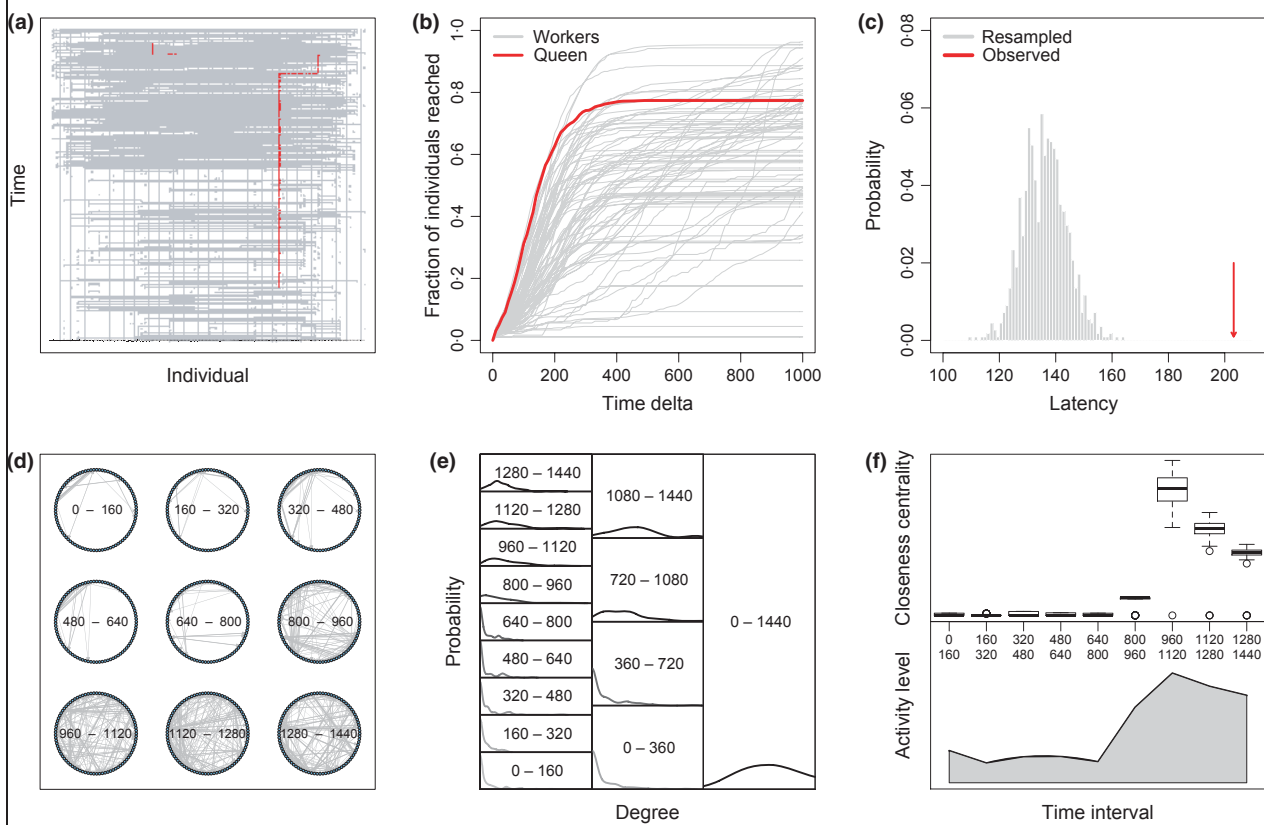 (a)
Time
Individual
(b)
Workers
Queen
Fraction of individuals reached
1·0
0·8
0·6
0·4
0·2
0·0
0 200 400 600 800 1000
Time delta
(c)
Resampled
Observed
Probability
0·08
0·06
0·04
0·02
0·00
100 120 140 160 180 200
Latency
(d)
0 – 160
160 – 320
320 – 480
480 – 640
640 – 800
800 – 960
960 – 1120
1120 – 1280
1280 – 1440
(e)
Probability
1280 – 1440
1120 – 1280
960 – 1120
800 – 960
640 – 800
480 – 640
320 – 480
160 – 320
0 – 160
1080 – 1440
720 – 1080
360 – 720
0 – 360
0 – 1440
Degree
(f)
Closeness centrality
0 160 320 480 640 800 960 1120 1280
160 320 480 640 800 960 1120 1280 1440
Activity level
Time interval